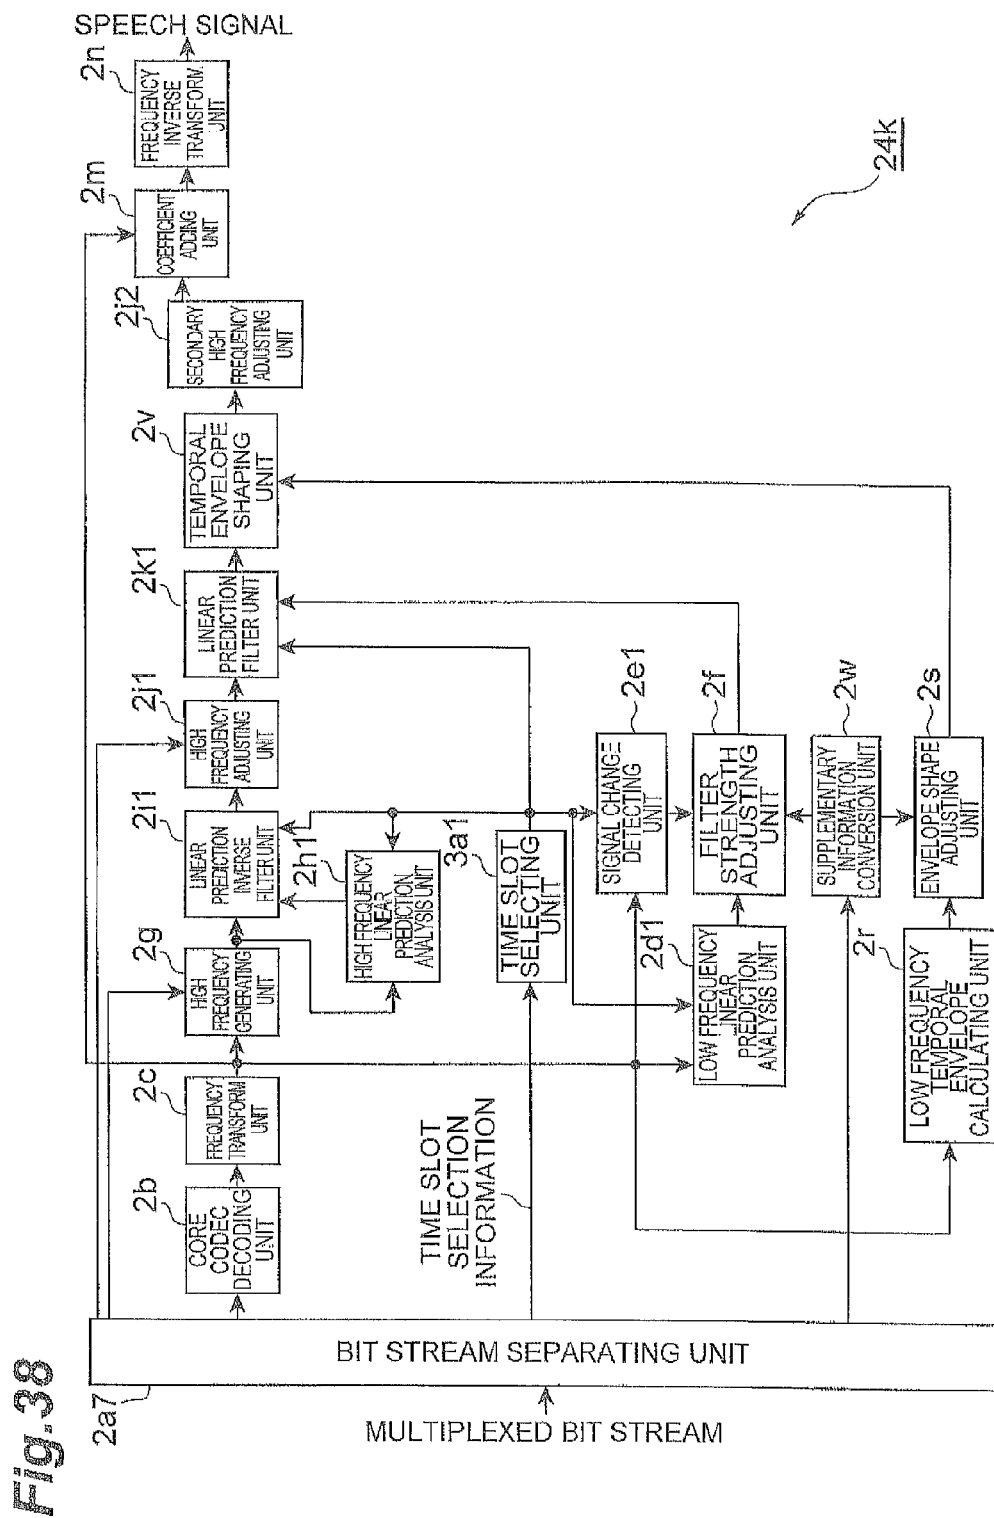 Fig.38
MULTIPLEXED BIT STREAM
2a7
BIT STREAM SEPARATING UNIT
2b
CORE
CODEC
DECODING
UNIT
2c
FREQUENCY
TRANSFORM
UNIT
2g
HIGH
FREQUENCY
GENERATING
UNIT
2i1
LINEAR
PREDICTION
INVERSE
FILTER UNIT
2j1
HIGH
FREQUENCY
ADJUSTING
UNIT
2k1
LINEAR
PREDICTION
FILTER UNIT
2v
TEMPORAL
ENVELOPE
SHAPING
UNIT
2j2
SECONDARY
HIGH
FREQUENCY
ADJUSTING
UNIT
2m
COEFFICIENT
ADDING
UNIT
2n
FREQUENCY
INVERSE
TRANSFORM
UNIT
SPEECH SIGNAL
2h1
HIGH FREQUENCY
LINEAR
PREDICTION
ANALYSIS UNIT
TIME SLOT
SELECTION
INFORMATION
3a1
TIME SLOT
SELECTING
UNIT
2e1
SIGNAL CHANGE
DETECTING
UNIT
2d1
LOW FREQUENCY
LINEAR
PREDICTION
ANALYSIS UNIT
2f
FILTER
STRENGTH
ADJUSTING
UNIT
2w
SUPPLEMENTARY
INFORMATION
CONVERSION UNIT
2r
LOW FREQUENCY
TEMPORAL
ENVELOPE
CALCULATING UNIT
2s
ENVELOPE SHAPE
ADJUSTING
UNIT
24k